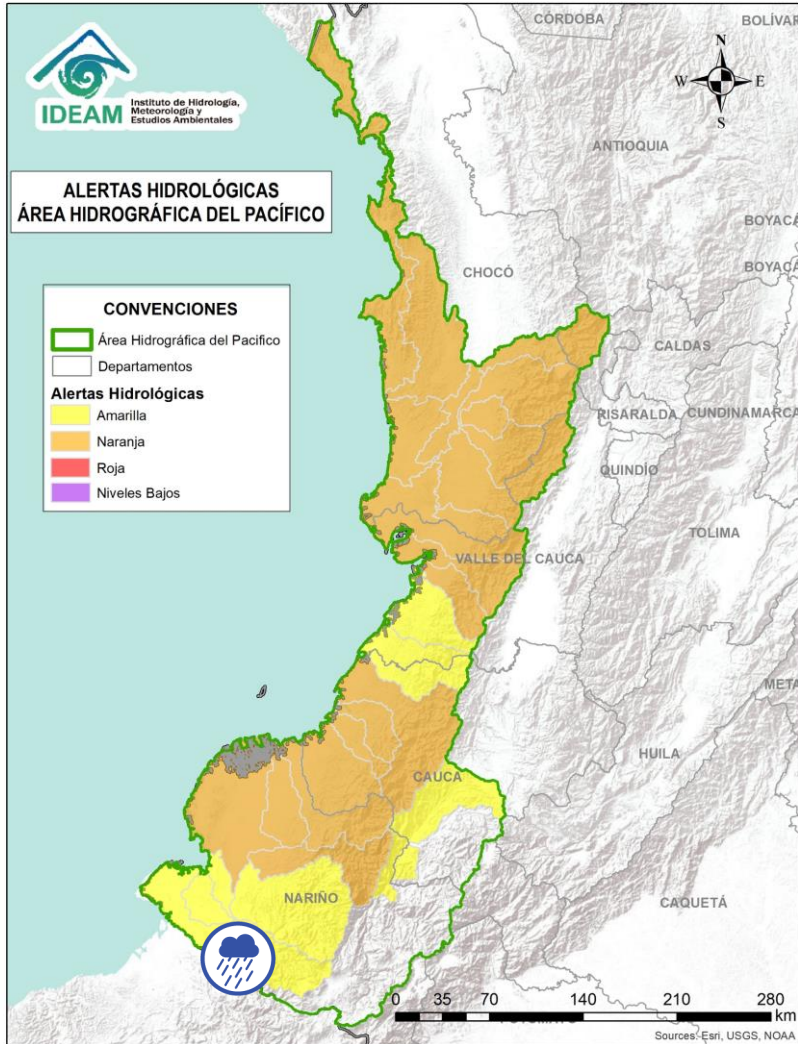 IDEAM
Instituto de Hidrología,
Meteorología y
Estudios Ambientales
ALERTAS HIDROLÓGICAS
ÁREA HIDROGRÁFICA DEL PACÍFICO
CONVENCIONES
Área Hidrográfica del Pacifico
Departamentos
Alertas Hidrológicas
Amarilla
Naranja
Roja
Niveles Bajos
N
W
E
S
CÓRDOBA
BOLÍVAR
ANTIOQUIA
BOYACÁ
BOYACÁ
CHOCÓ
CALDAS
RISARALDA
CUNDINAMARCA
QUINDÍO
TOLIMA
VALLE DEL CAUCA
META
HUILA
CAUCA
CAQUETÁ
NARIÑO
0 35 70 140 210 280
km
Sources: Esri, USGS, NOAA